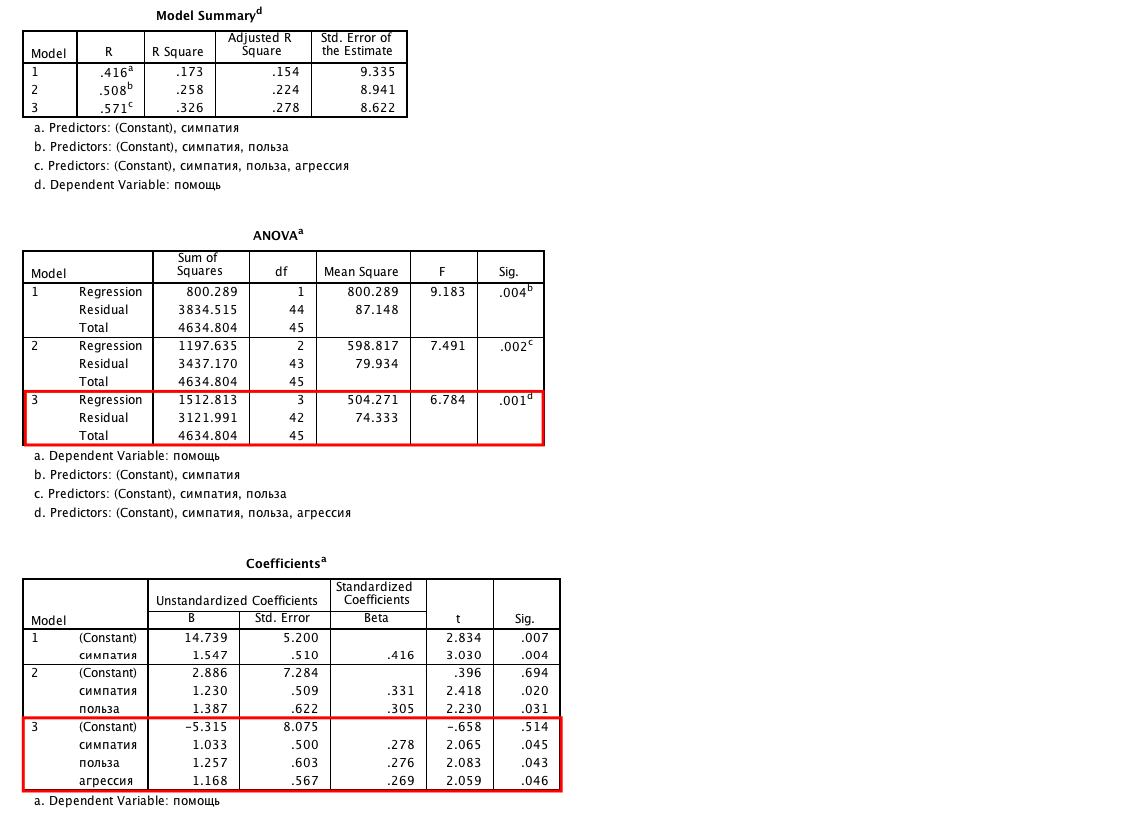 Model Summaryd
Model R R Square Adjusted R Square Std. Error of the Estimate
1 .416a .173 .154 9.335
2 .508b .258 .224 8.941
3 .571c .326 .278 8.622
a. Predictors: (Constant), симпатия
b. Predictors: (Constant), симпатия, польза
c. Predictors: (Constant), симпатия, польза, агрессия
d. Dependent Variable: помощь
ANOVAa
Model Sum of Squares df Mean Square F Sig.
1 Regression 800.289 1 800.289 9.183 .004b
Residual 3834.515 44 87.148
Total 4634.804 45
2 Regression 1197.635 2 598.817 7.491 .002c
Residual 3437.170 43 79.934
Total 4634.804 45
3 Regression 1512.813 3 504.271 6.784 .001d
Residual 3121.991 42 74.333
Total 4634.804 45
a. Dependent Variable: помощь
b. Predictors: (Constant), симпатия
c. Predictors: (Constant), симпатия, польза
d. Predictors: (Constant), симпатия, польза, агрессия
Coefficientsa
Model Unstandardized Coefficients Standardized Coefficients t Sig.
B Std. Error Beta
1 (Constant) 14.739 5.200 2.834 .007
симпатия 1.547 .510 .416 3.030 .004
2 (Constant) 2.886 7.284 .396 .694
симпатия 1.230 .509 .331 2.418 .020
польза 1.387 .622 .305 2.230 .031
3 (Constant) -5.315 8.075 -.658 .514
симпатия 1.033 .500 .278 2.065 .045
польза 1.257 .603 .276 2.083 .043
агрессия 1.168 .567 .269 2.059 .046
a. Dependent Variable: помощь